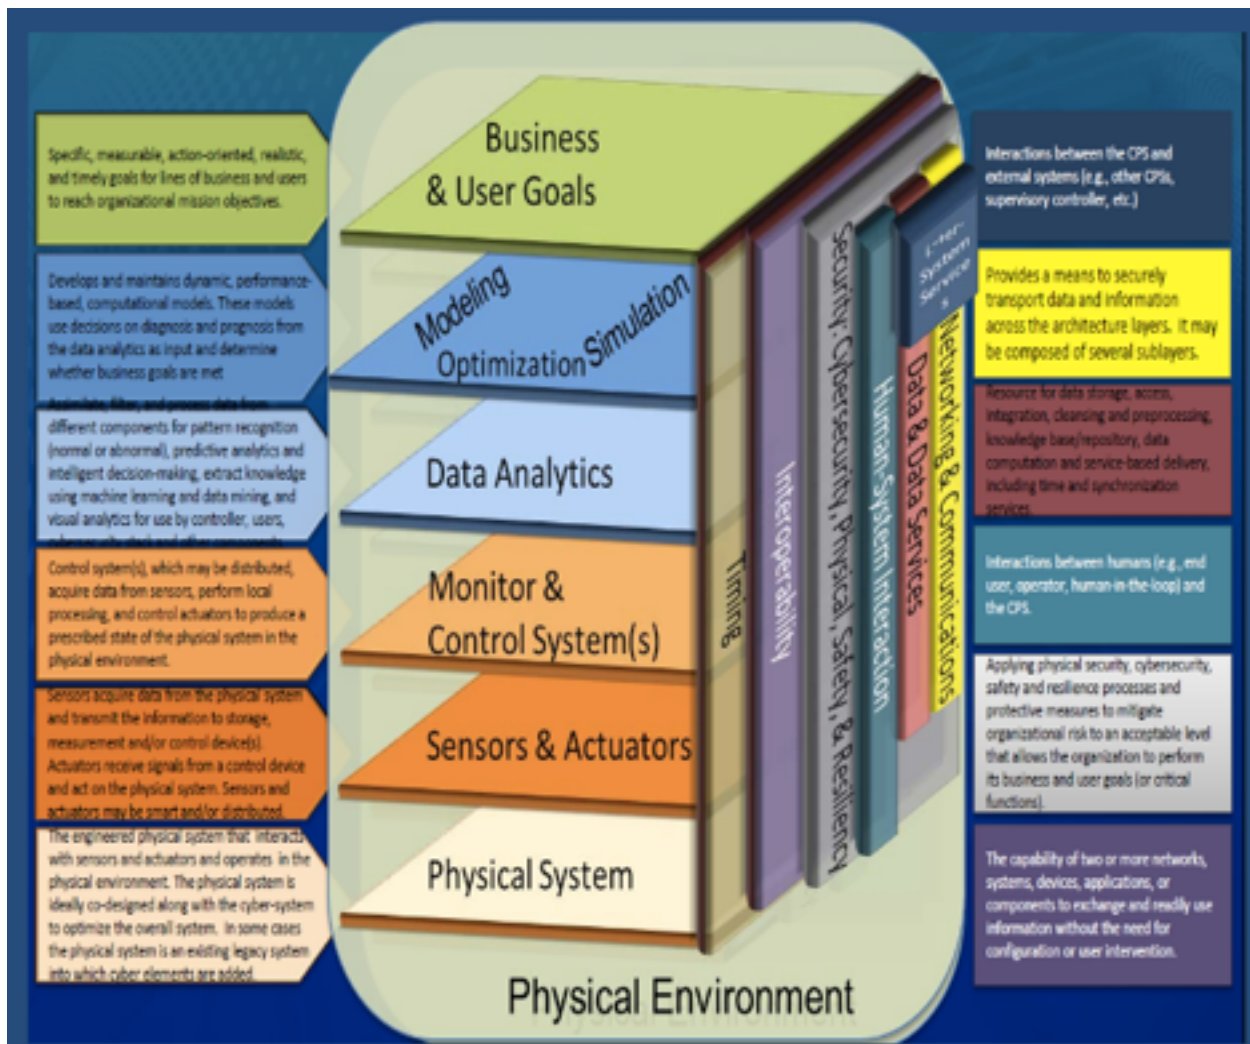 Specific, measurable, action-oriented, realistic,
and timely goals for lines of business and users
to reach organizational mission objectives.
Develops and maintains dynamic, performance-
based, computational models. These models
use decisions on diagnosis and prognosis from
the data analytics as input and determine
whether business goals are met
Assimilate, filter, and process data from
different components for pattern recognition
(normal or abnormal), predictive analytics and
intelligent decision-making, extract knowledge
using machine learning and data mining, and
visual analytics for use by controller, users,
cybersecurity stack and other components.
Control system(s), which may be distributed,
acquire data from sensors, perform local
processing, and control actuators to produce a
prescribed state of the physical system in the
physical environment.
Sensors acquire data from the physical system
and transmit the information to storage,
measurement and/or control device(s).
Actuators receive signals from a control device
and act on the physical system. Sensors and
actuators may be smart and/or distributed.
The engineered physical system that interacts
with sensors and actuators and operates in the
physical environment. The physical system is
ideally co-designed along with the cyber-system
to optimize the overall system. In some cases
the physical system is an existing legacy system
into which cyber elements are added.
Business
& User Goals
Modeling
Optimization
Simulation
Data Analytics
Monitor &
Control System(s)
Sensors & Actuators
Physical System
Timing
Interoperability
Security, Cybersecurity, Physical, Safety, & Resiliency
Human-System Interaction
Data & Data Services
Networking & Communications
System
Service
s
Physical Environment
Interactions between the CPS and
external systems (e.g., other CPSs,
supervisory controller, etc.)
Provides a means to securely
transport data and information
across the architecture layers. It may
be composed of several sublayers.
Resource for data storage, access,
integration, cleansing and preprocessing,
knowledge base/repository, data
computation and service-based delivery,
including time and synchronization
services.
Interactions between humans (e.g., end
user, operator, human-in-the-loop) and
the CPS.
Applying physical security, cybersecurity,
safety and resilience processes and
protective measures to mitigate
organizational risk to an acceptable level
that allows the organization to perform
its business and user goals (or critical
functions).
The capability of two or more networks,
systems, devices, applications, or
components to exchange and readily use
information without the need for
configuration or user intervention.